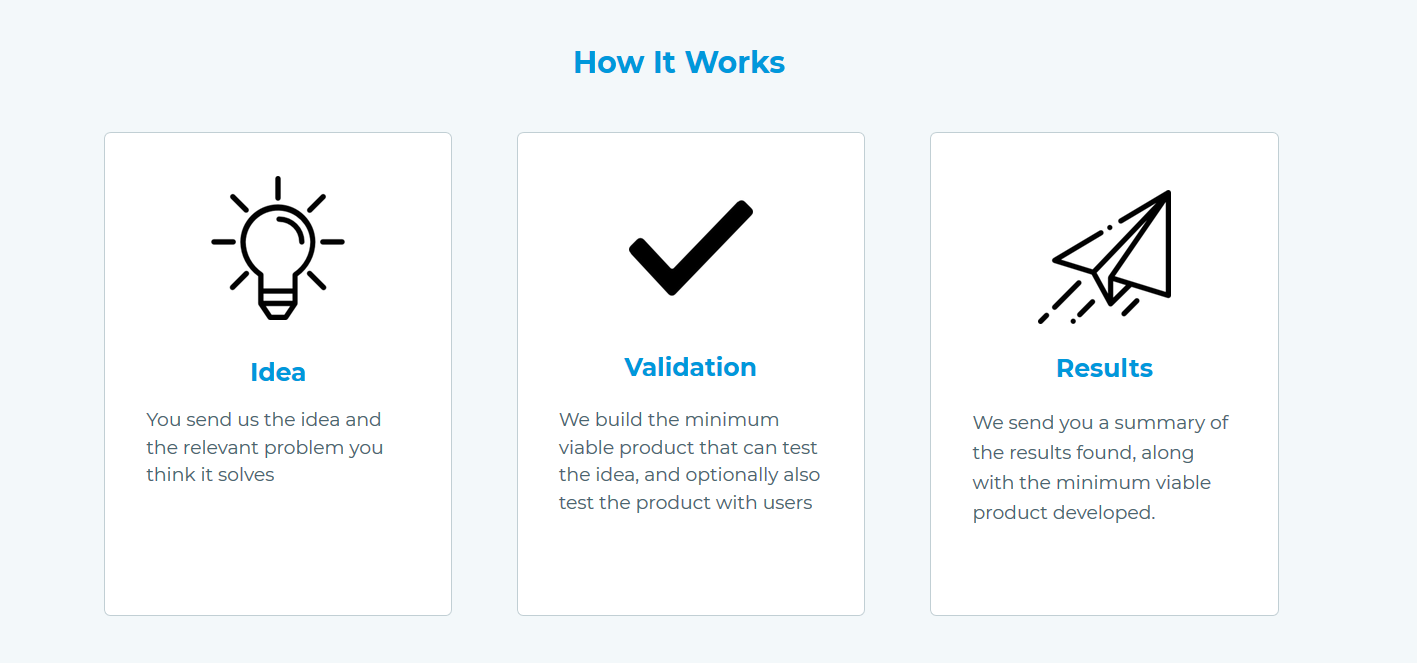 How It Works
Idea
You send us the idea and
the relevant problem you
think it solves
Validation
We build the minimum
viable product that can test
the idea, and optionally also
test the product with users
Results
We send you a summary of
the results found, along
with the minimum viable
product developed.